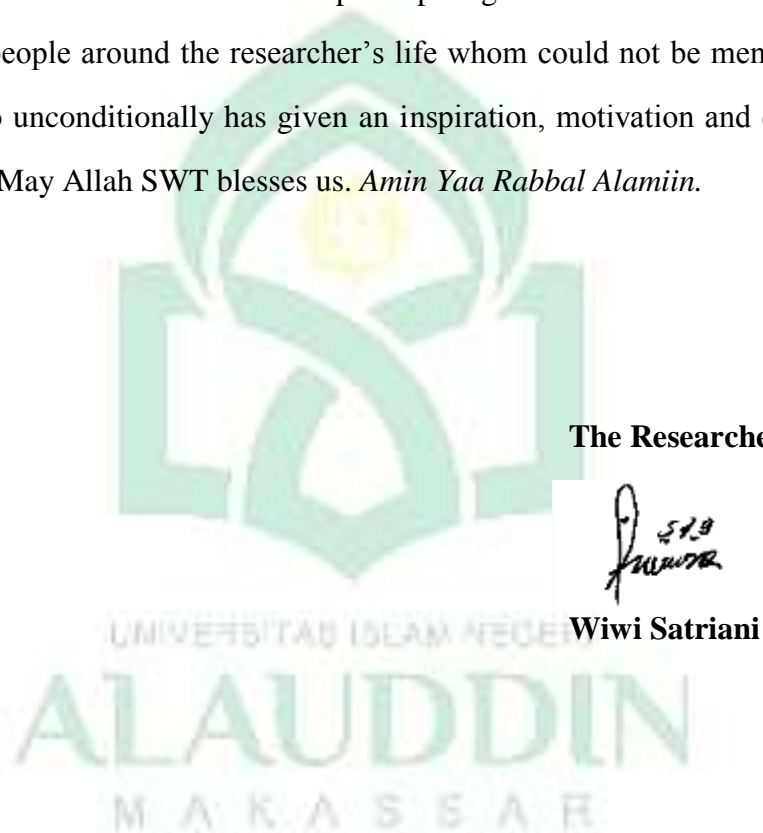 people around the researcher's life whom could not be men
unconditionally has given an inspiration, motivation and
May Allah SWT blesses us. Amin Yaa Rabbal Alamiin.
The Researche
Wiwi Satriani
UNIVERSITAS ISLAM NEGERI
ALAUDDIN
MAKASSAR